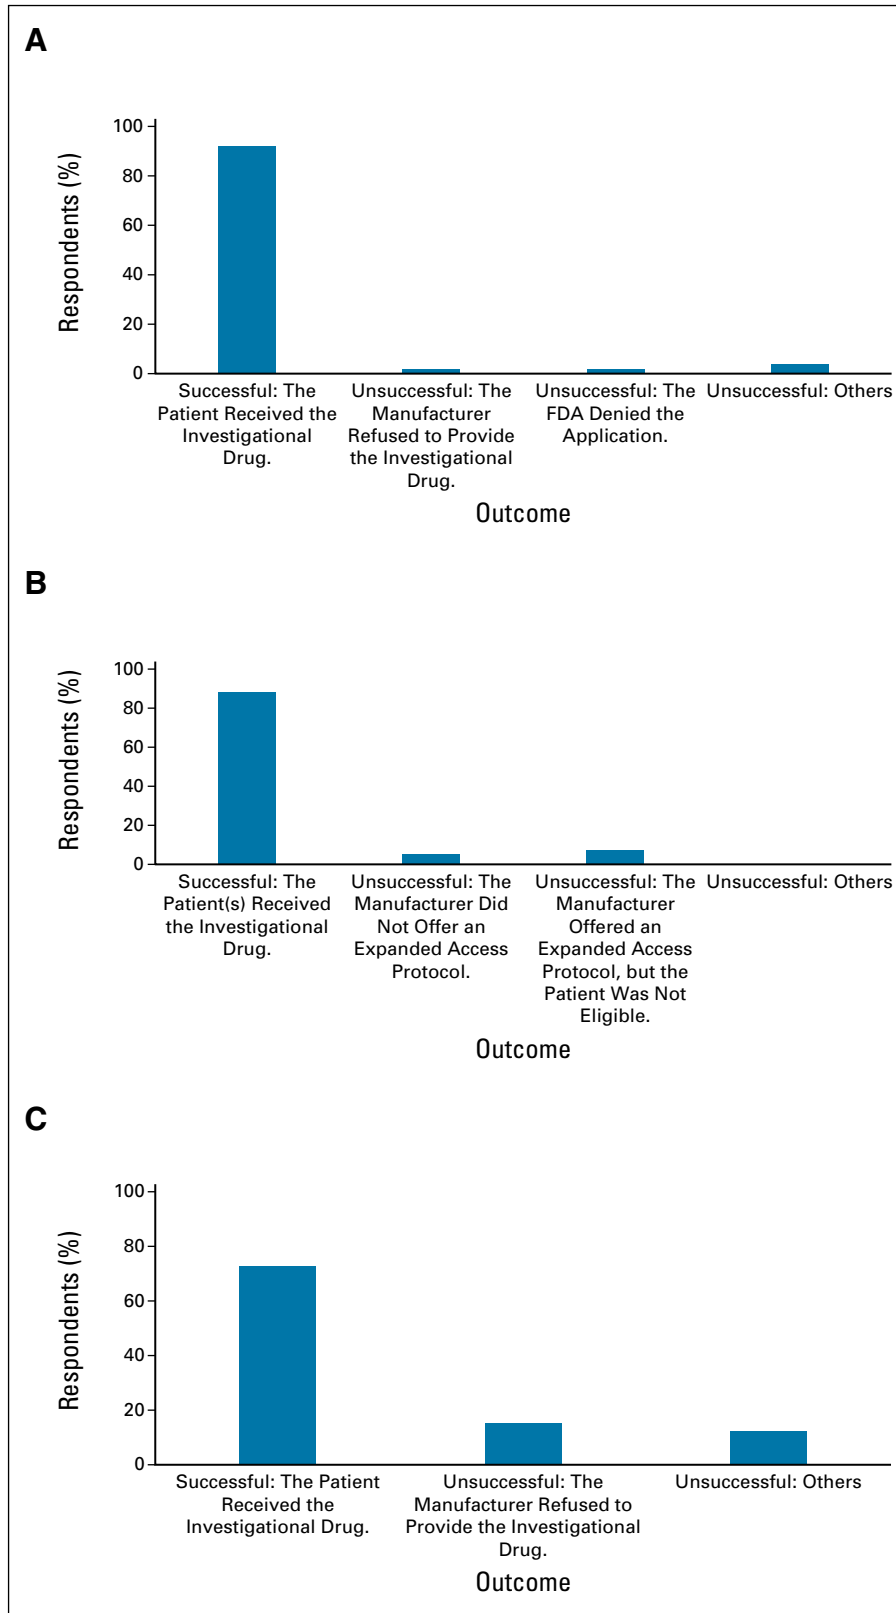 A
Respondents (%)
100
80
60
40
20
0
Successful: The
Patient Received the
Investigational
Drug.
Unsuccessful: The
Manufacturer
Refused to Provide
the Investigational
Drug.
Unsuccessful: The
FDA Denied the
Application.
Unsuccessful: Others
Outcome
B
Respondents (%)
100
80
60
40
20
0
Successful: The
Patient(s) Received
the Investigational
Drug.
Unsuccessful: The
Manufacturer Did
Not Offer an
Expanded Access
Protocol.
Unsuccessful: The
Manufacturer
Offered an
Expanded Access
Protocol, but the
Patient Was Not
Eligible.
Unsuccessful: Others
Outcome
C
Respondents (%)
100
80
60
40
20
0
Successful: The Patient
Received the
Investigational Drug.
Unsuccessful: The
Manufacturer Refused to
Provide the Investigational
Drug.
Unsuccessful: Others
Outcome